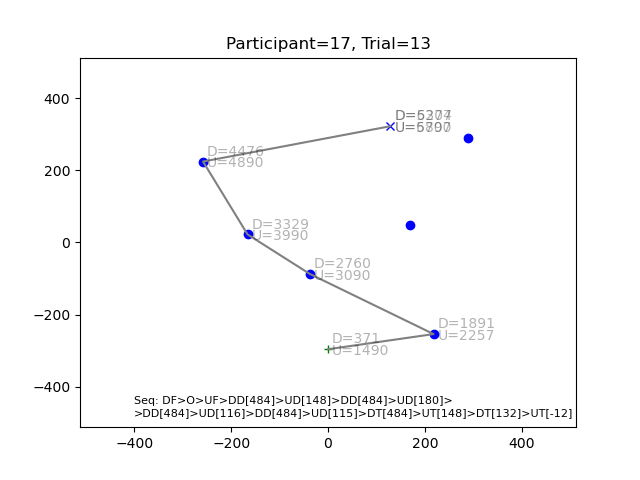 Participant=17, Trial=13
400
200
0
−200
−400
D=4476
U=4890
D=3329
U=3990
D=2760
U=3090
D=1891
U=2257
D=371
U=1490
Seq: DF>O>UF>DD[484]>UD[148]>DD[484]>UD[180]>
>DD[484]>UD[116]>DD[484]>UD[115]>DT[484]>UT[148]>DT[132]>UT[-12]
−400 −200 0 200 400